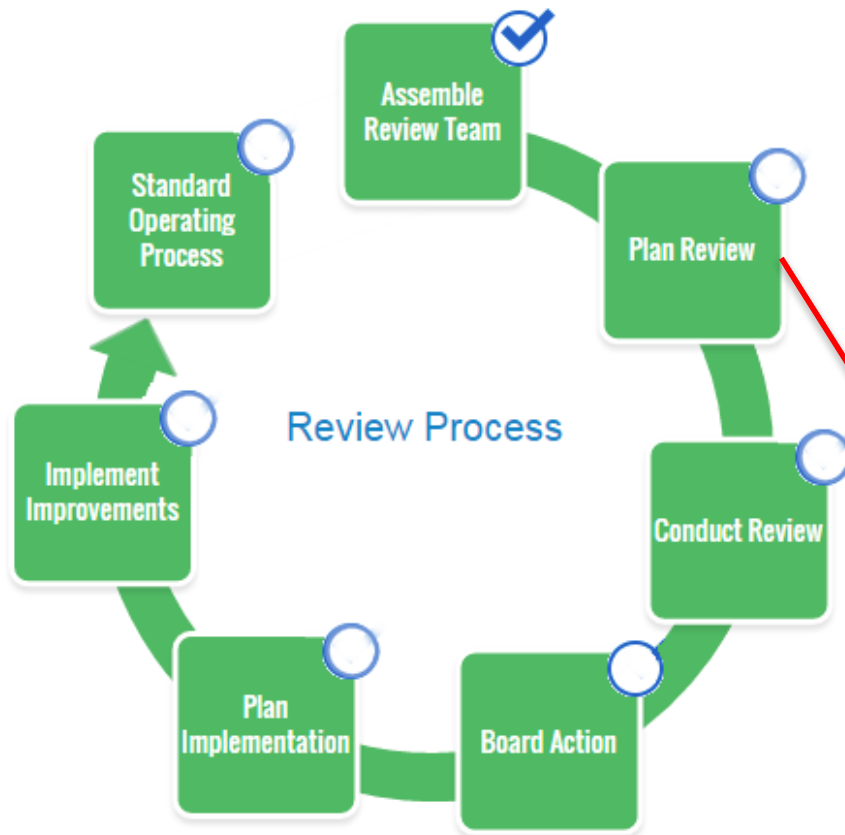 Assemble
Review Team
Plan Review
Conduct Review
Board Action
Plan
Implementation
Implement
Improvements
Standard
Operating
Process
Review Process